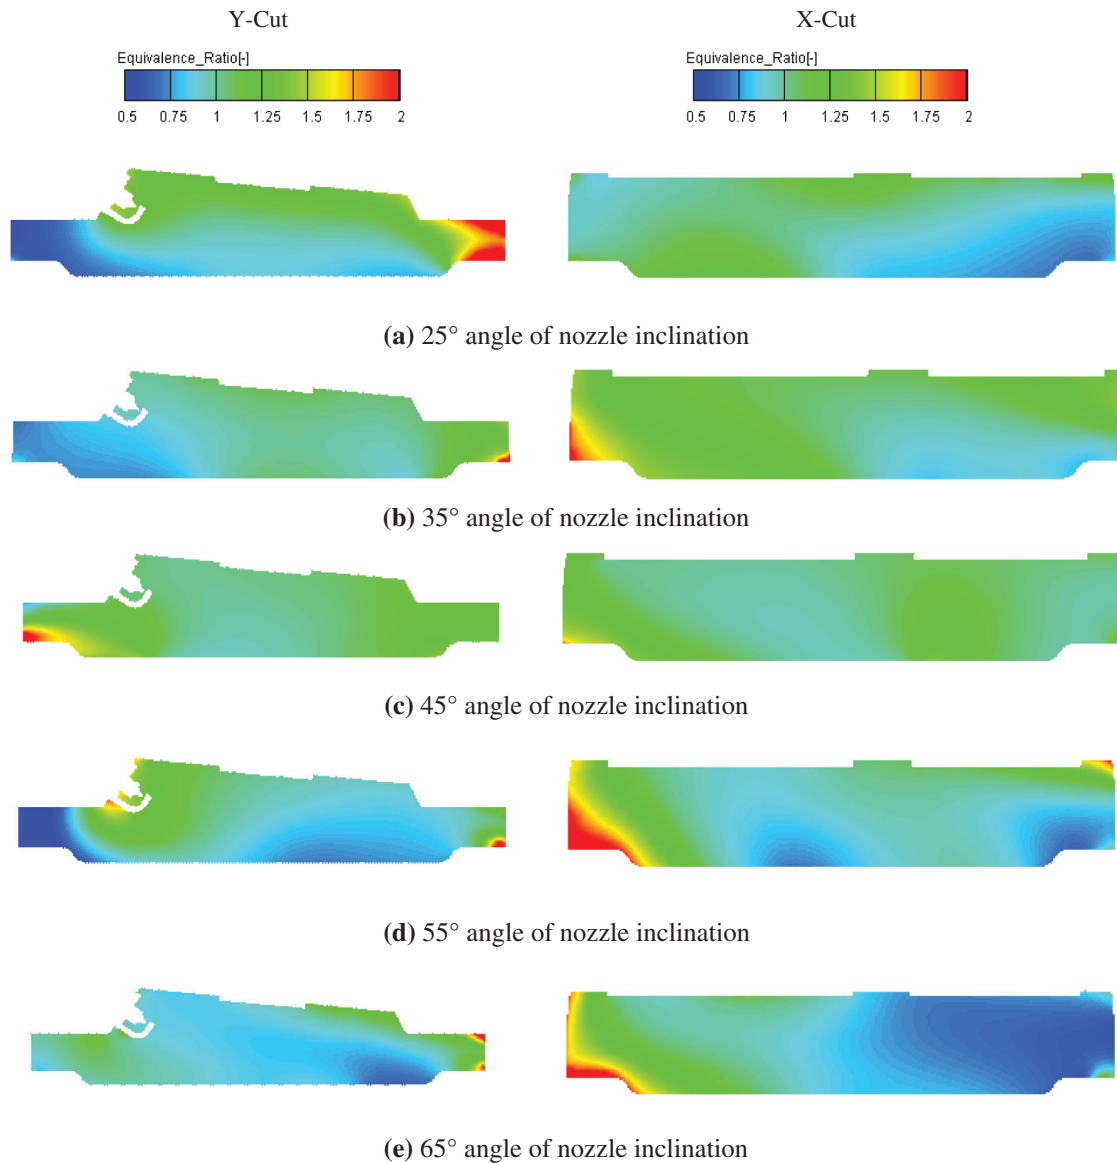 Y-Cut X-Cut
Equivalence_Ratio[-] Equivalence_Ratio[-]
0.5 0.75 1 1.25 1.5 1.75 2 0.5 0.75 1 1.25 1.5 1.75 2
(a) 25° angle of nozzle inclination
(b) 35° angle of nozzle inclination
(c) 45° angle of nozzle inclination
(d) 55° angle of nozzle inclination
(e) 65° angle of nozzle inclination